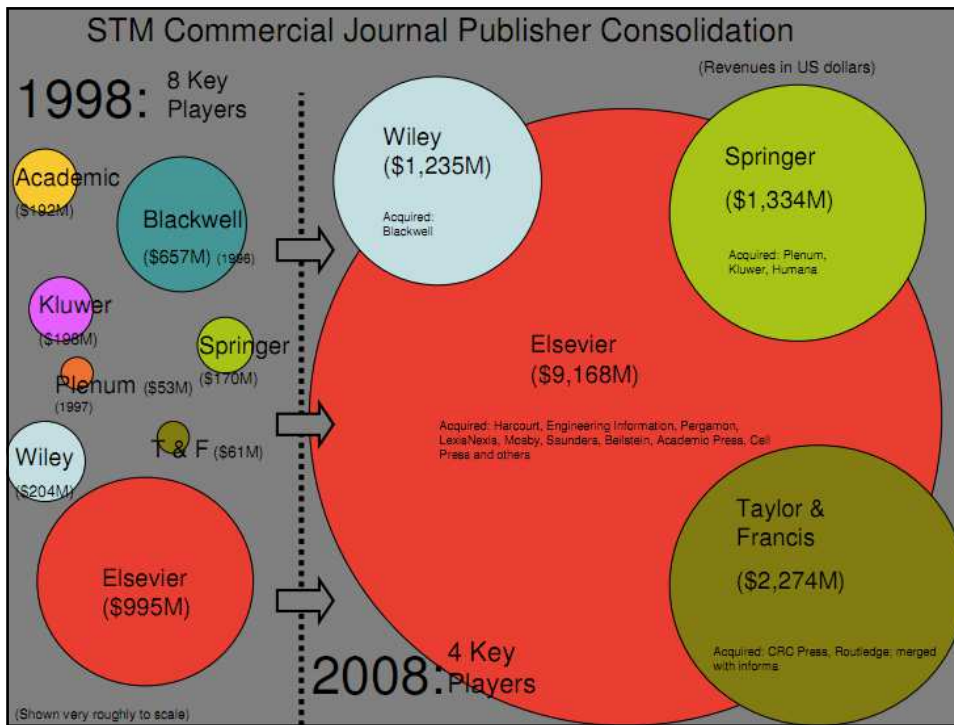 STM Commercial Journal Publisher Consolidation
(Revenues in US dollars)
1998: 8 Key
Players
Academic
($192M)
Blackwell
($657M) (1996)
Kluwer
($198M)
Springer
($170M)
Plenum ($53M)
(1997)
T & F ($61M)
Wiley
($204M)
Elsevier
($995M)
(Shown very roughly to scale)
Wiley
($1,235M)
Acquired:
Blackwell
Springer
($1,334M)
Acquired: Plenum,
Kluwer, Humana
Elsevier
($9,168M)
Acquired: Harcourt, Engineering Information, Pergamon,
LexisNexis, Mosby, Saunders, Beilstein, Academic Press, Cell
Press and others
Taylor &
Francis
($2,274M)
Acquired: CRC Press, Routledge; merged
with informa
2008: 4 Key
Players